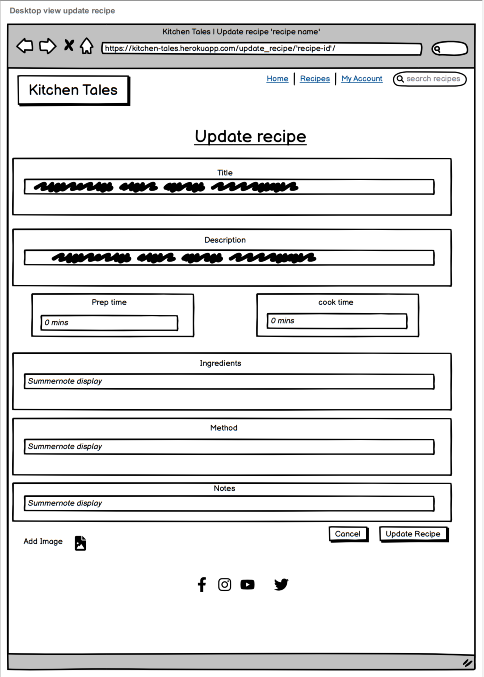 Desktop view update recipe
Kitchen Tales | Update recipe 'recipe name'
https://kitchen-tales.herokuapp.com/update_recipe/'recipe-id'/
Home | Recipes | My Account
search recipes
Kitchen Tales
Update recipe
Title
Description
Prep time
cook time
0 mins
0 mins
Ingredients
Summernote display
Method
Summernote display
Notes
Summernote display
Add Image
Cancel
Update Recipe